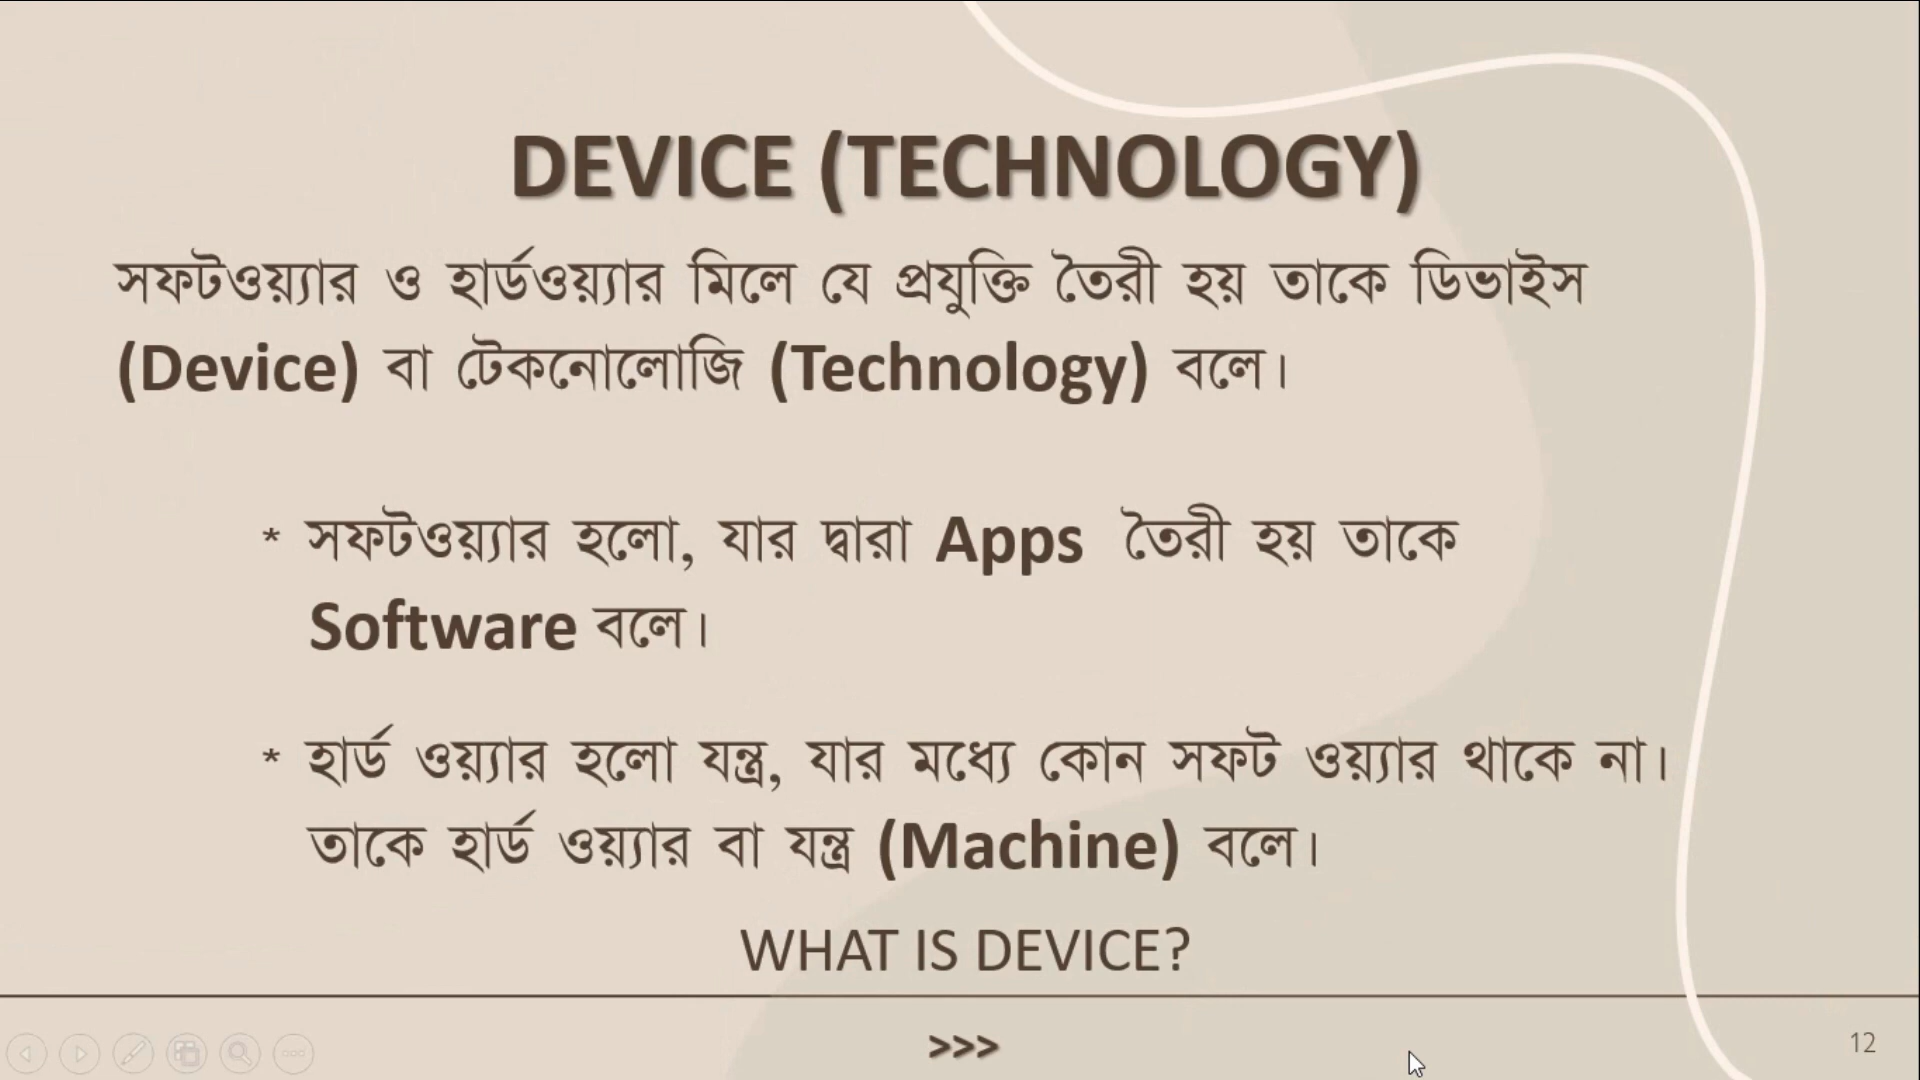 DEVICE (TECHNOLOGY)
সফটওয়্যার ও হার্ডওয়্যার মিলে যে প্রযুক্তি তৈরী হয় তাকে ডিভাইস
(Device) বা টেকনোলোজি (Technology) বলে।
* সফটওয়্যার হলো, যার দ্বারা Apps তৈরী হয় তাকে
Software বলে।
* হার্ড ওয়্যার হলো যন্ত্র, যার মধ্যে কোন সফট ওয়্যার থাকে না।
তাকে হার্ড ওয়্যার বা যন্ত্র (Machine) বলে।
WHAT IS DEVICE?
>>>
12